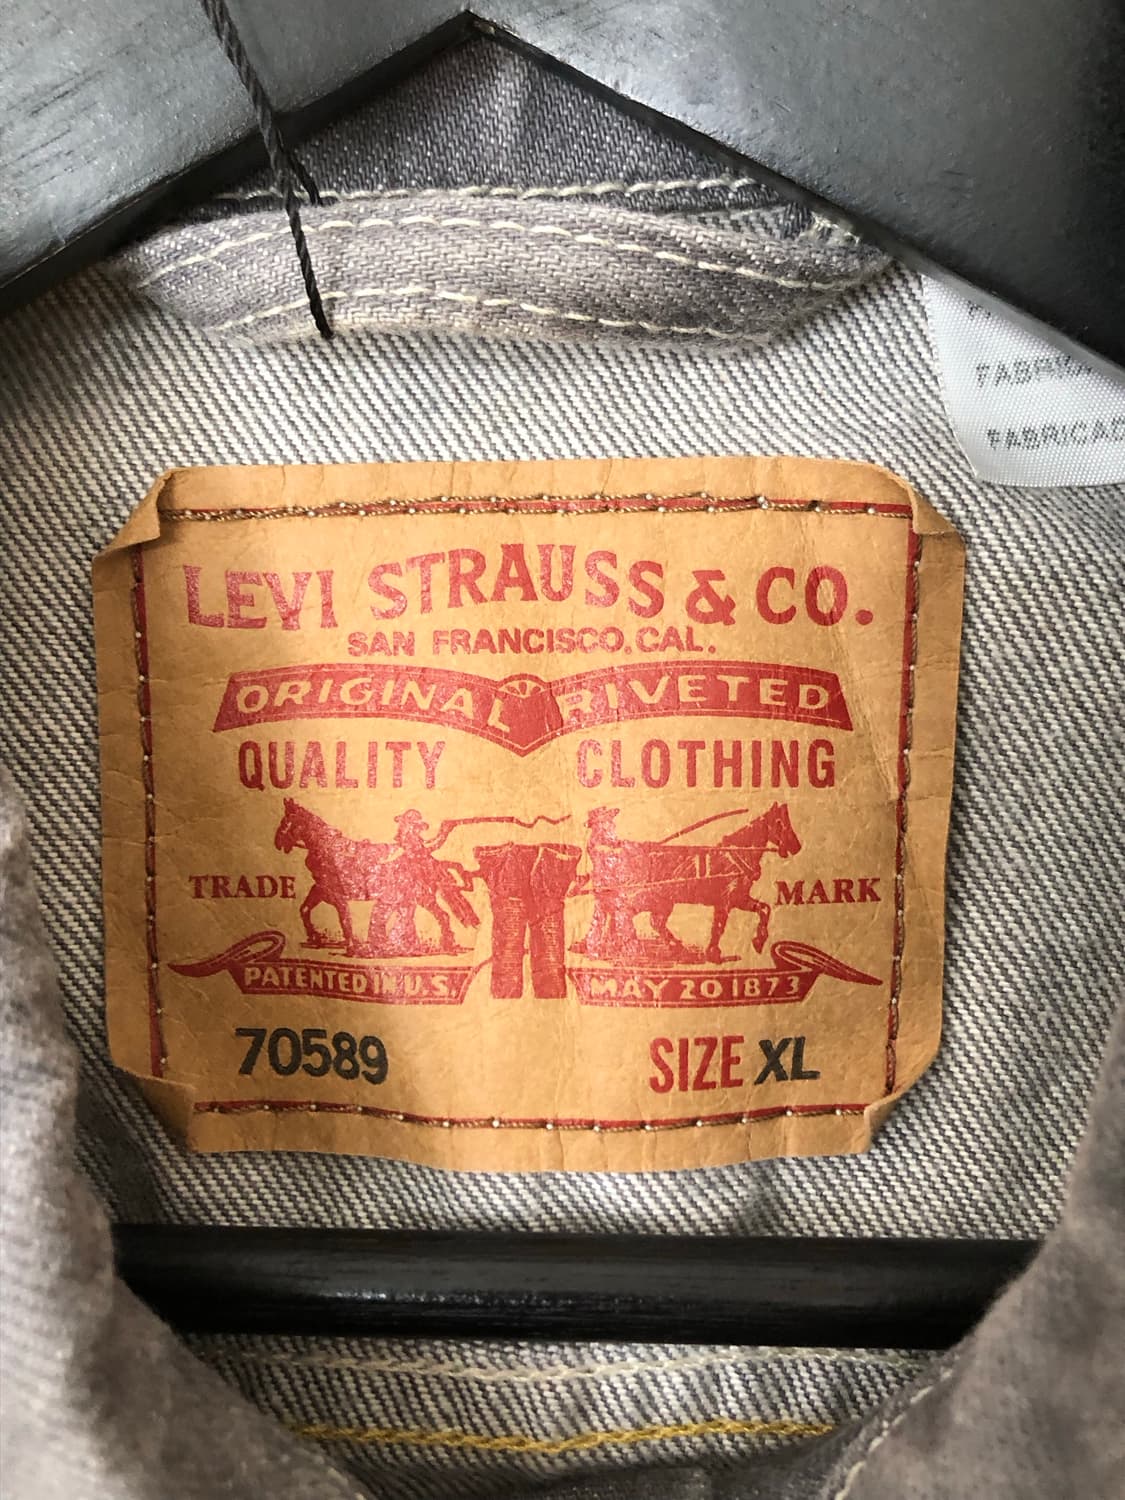 LEVI STRAUSS & CO.
SAN FRANCISCO, CAL.
ORIGINAL RIVETED
QUALITY CLOTHING
TRADE MARK
PATENTED IN U.S. MAY 20 1873
70589 SIZE XL